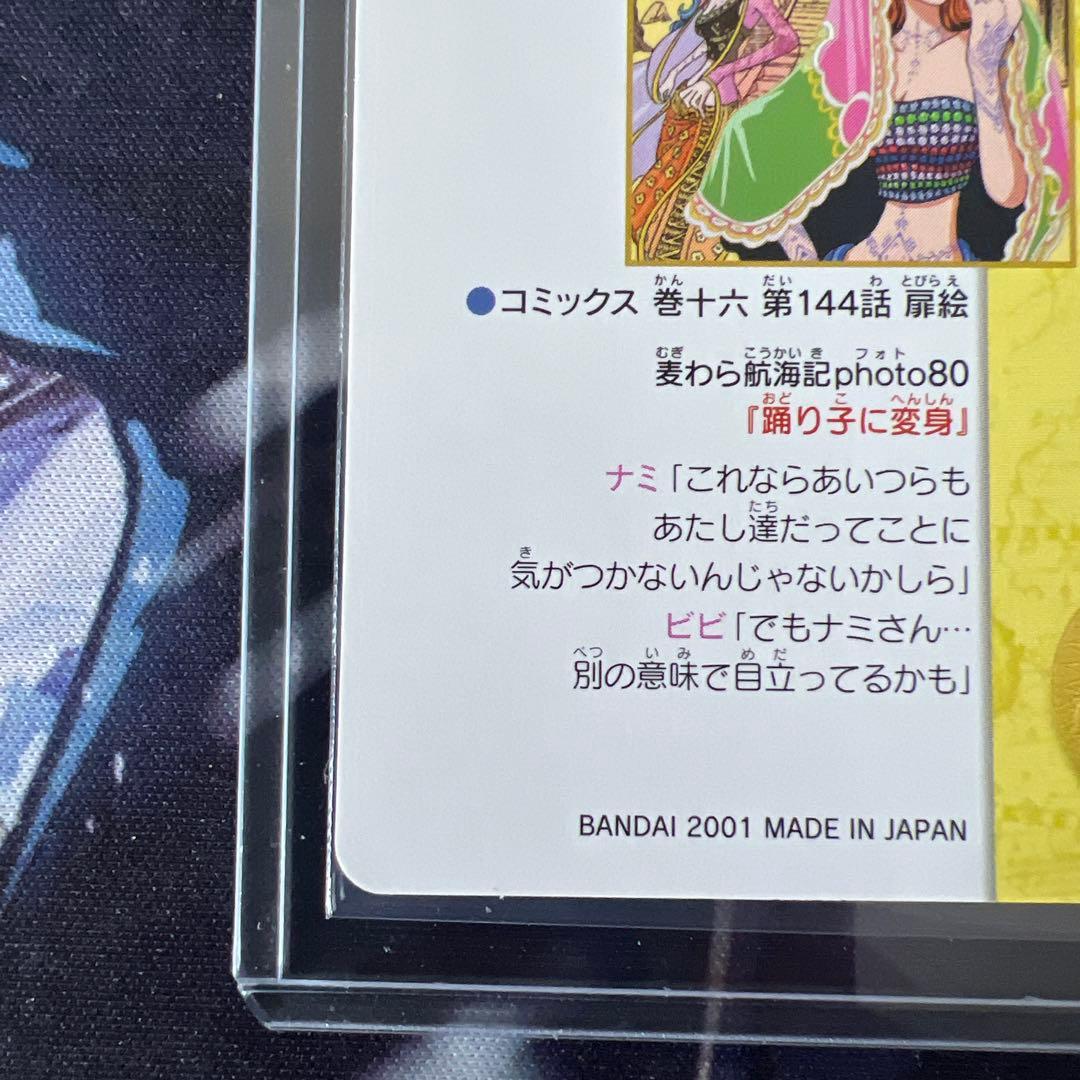 ●コミックス 巻十六 第144話 扉絵
麦わら航海記photo80
『踊り子に変身』
ナミ「これならあいつらも
あたし達だってことに
気がつかないんじゃないかしら」
ビビ「でもナミさん…
別の意味で目立ってるかも」
BANDAI 2001 MADE IN JAPAN